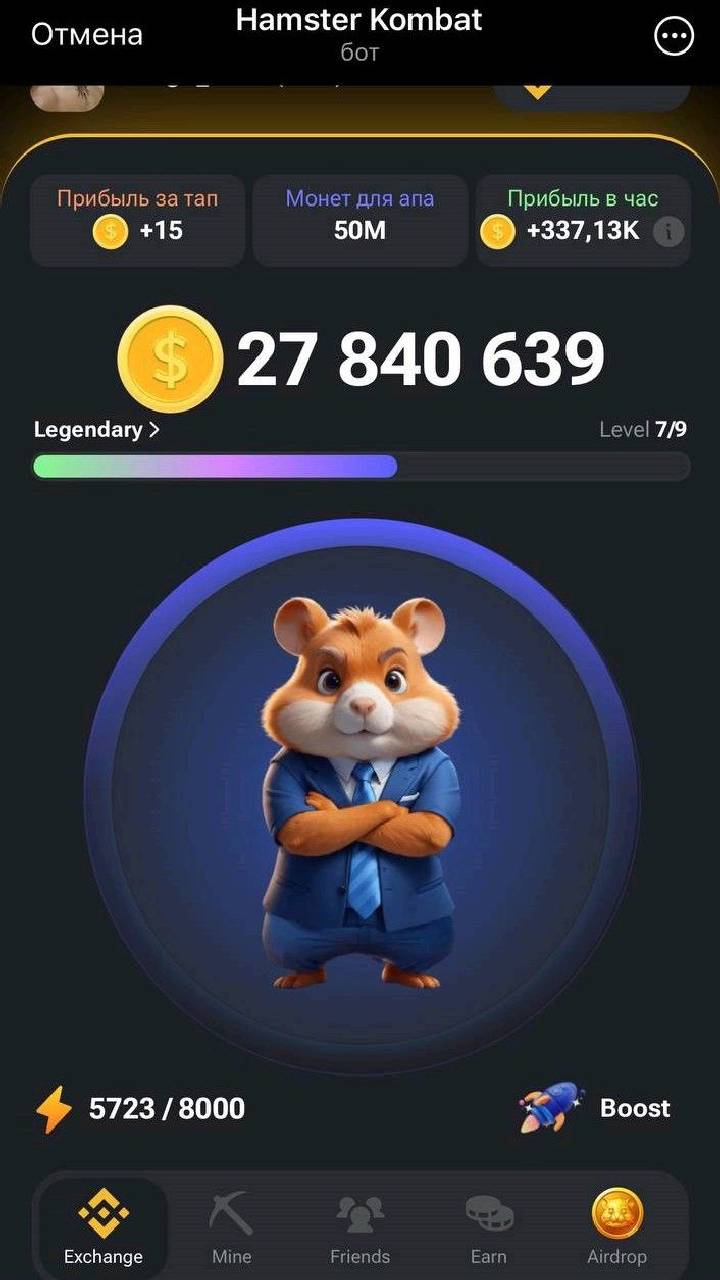 Отмена
Hamster Kombat
бот
Прибыль за тап
+15
Монет для апа
50M
Прибыль в час
+337,13K
i
27 840 639
Legendary >
Level 7/9
5723 / 8000
Boost
Exchange
Mine
Friends
Earn
Airdrop